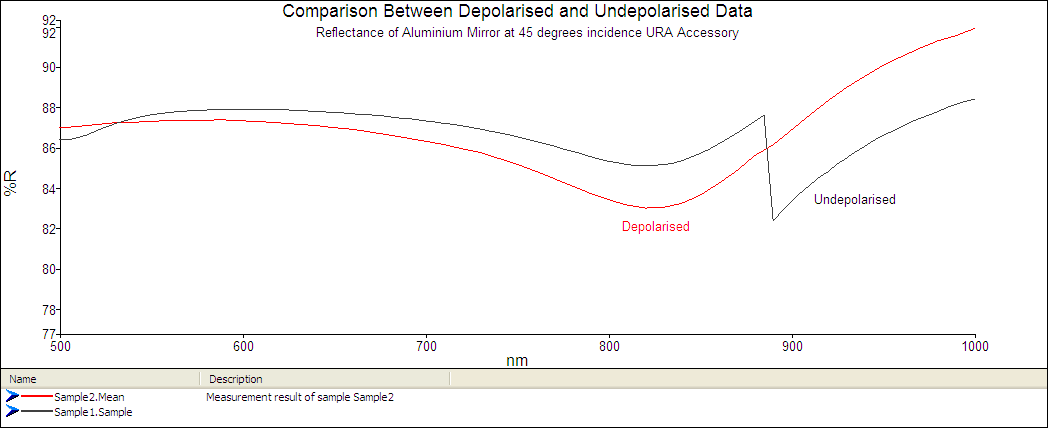 Comparison Between Depolarised and Undepolarised Data
Reflectance of Aluminium Mirror at 45 degrees incidence URA Accessory
92
92
90
88
86
84
82
80
78
77
%R
Depolarised
Undepolarised
500 600 700 800 900 1000
nm
Name Description
Sample2.Mean Measurement result of sample Sample2
Sample1.Sample